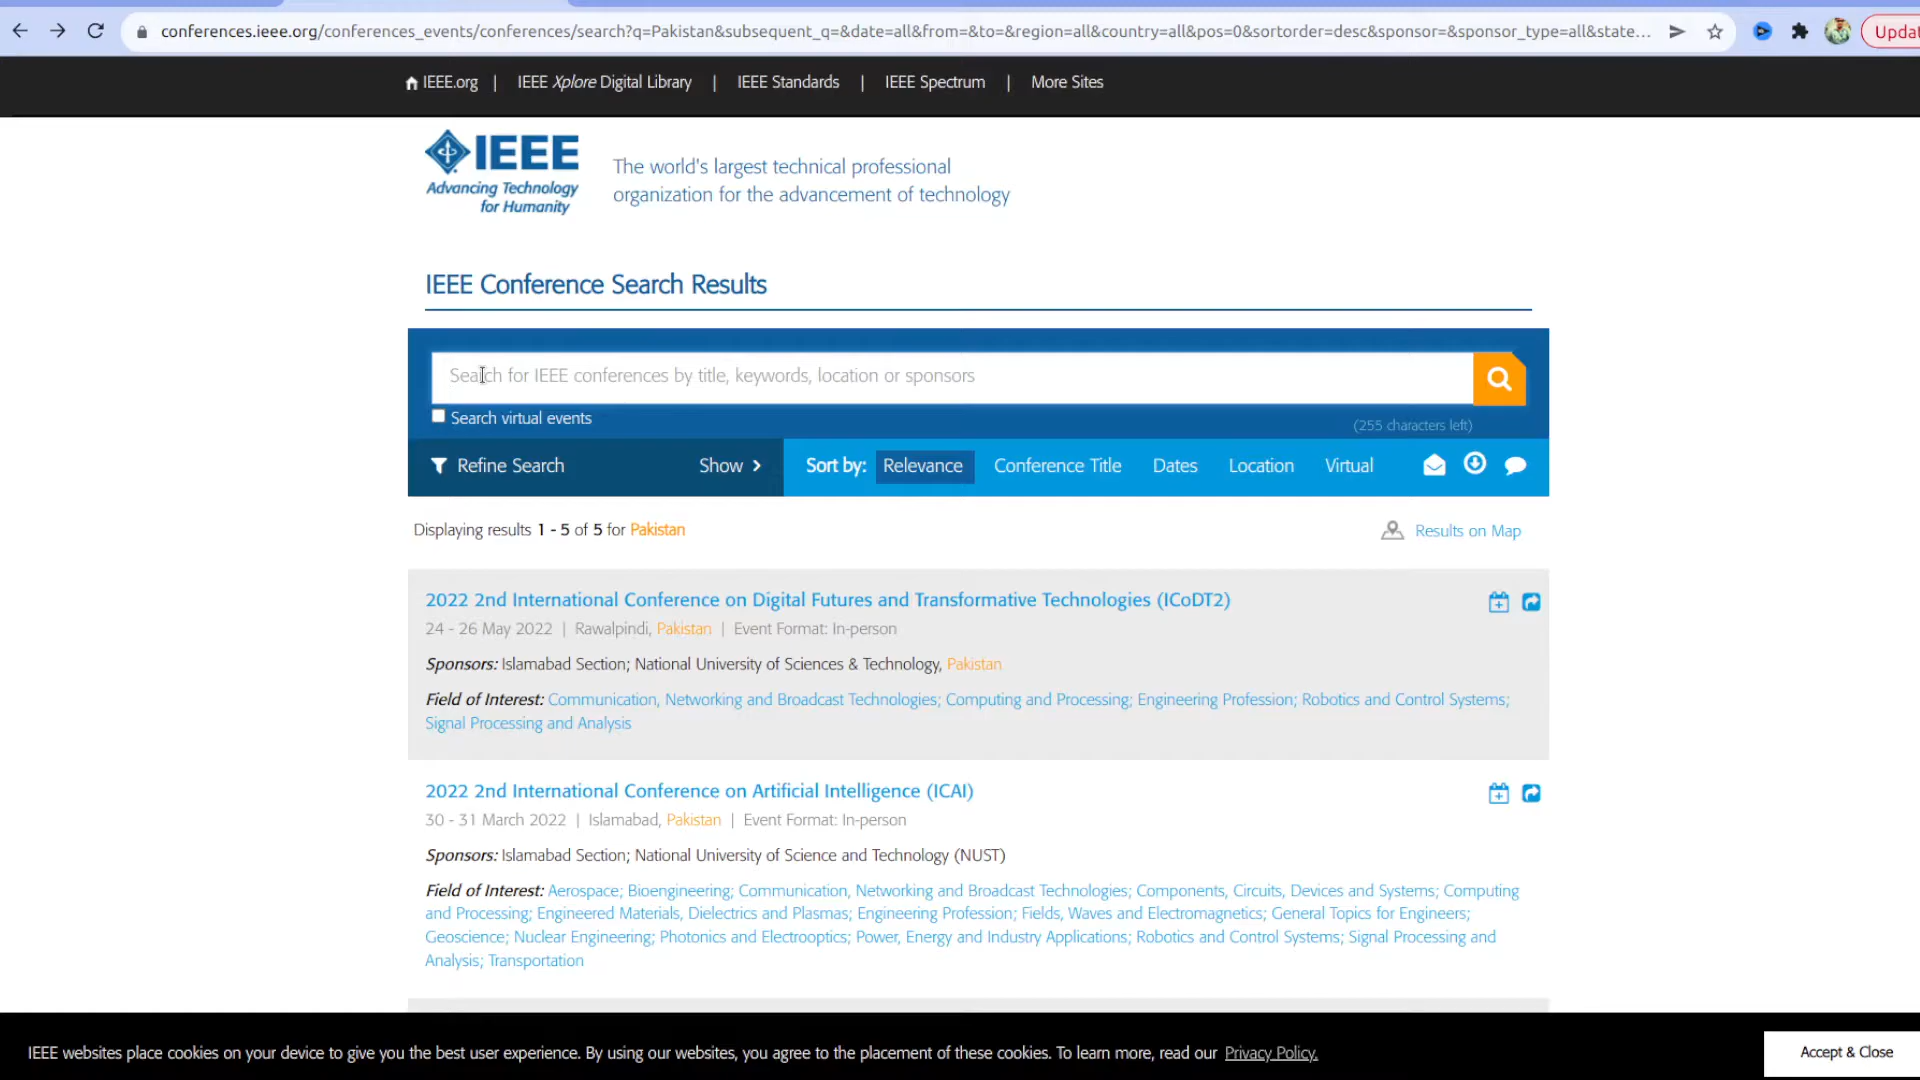 conferences.ieee.org/conferences_events/conferences/search?q=Pakistan&subsequent_q=&date=all&from=&to=&region=all&country=all&pos=0&sortorder=desc&sponsor=&sponsor_type=all&state...
Updat
IEEE.org | IEEE Xplore Digital Library | IEEE Standards | IEEE Spectrum | More Sites
IEEE
Advancing Technology
for Humanity
The world's largest technical professional
organization for the advancement of technology
IEEE Conference Search Results
Search for IEEE conferences by title, keywords, location or sponsors
Search virtual events
(255 characters left)
Refine Search Show > Sort by: Relevance Conference Title Dates Location Virtual
Displaying results 1 - 5 of 5 for Pakistan
Results on Map
2022 2nd International Conference on Digital Futures and Transformative Technologies (ICoDT2)
24 - 26 May 2022 | Rawalpindi, Pakistan | Event Format: In-person
Sponsors: Islamabad Section; National University of Sciences & Technology, Pakistan
Field of Interest: Communication, Networking and Broadcast Technologies; Computing and Processing; Engineering Profession; Robotics and Control Systems;
Signal Processing and Analysis
2022 2nd International Conference on Artificial Intelligence (ICAI)
30 - 31 March 2022 | Islamabad, Pakistan | Event Format: In-person
Sponsors: Islamabad Section; National University of Science and Technology (NUST)
Field of Interest: Aerospace; Bioengineering; Communication, Networking and Broadcast Technologies; Components, Circuits, Devices and Systems; Computing
and Processing; Engineered Materials, Dielectrics and Plasmas; Engineering Profession; Fields, Waves and Electromagnetics; General Topics for Engineers;
Geoscience; Nuclear Engineering; Photonics and Electrooptics; Power, Energy and Industry Applications; Robotics and Control Systems; Signal Processing and
Analysis; Transportation
IEEE websites place cookies on your device to give you the best user experience. By using our websites, you agree to the placement of these cookies. To learn more, read our Privacy Policy.
Accept & Close